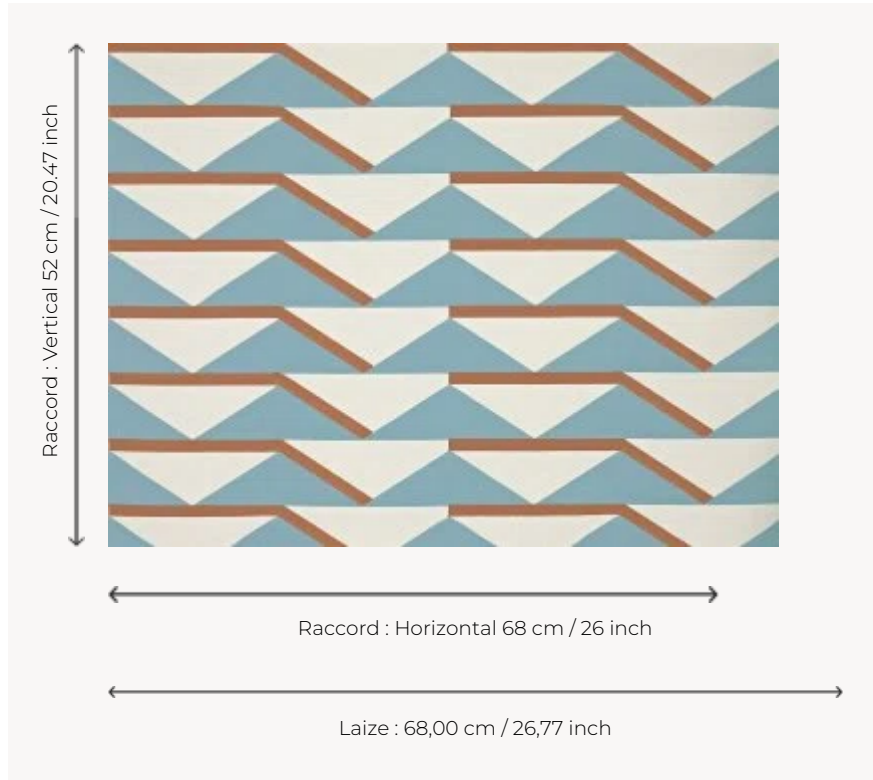 Raccord : Vertical 52 cm / 20.47 inch
Raccord : Horizontal 68 cm / 26 inch
Laize : 68,00 cm / 26,77 inch